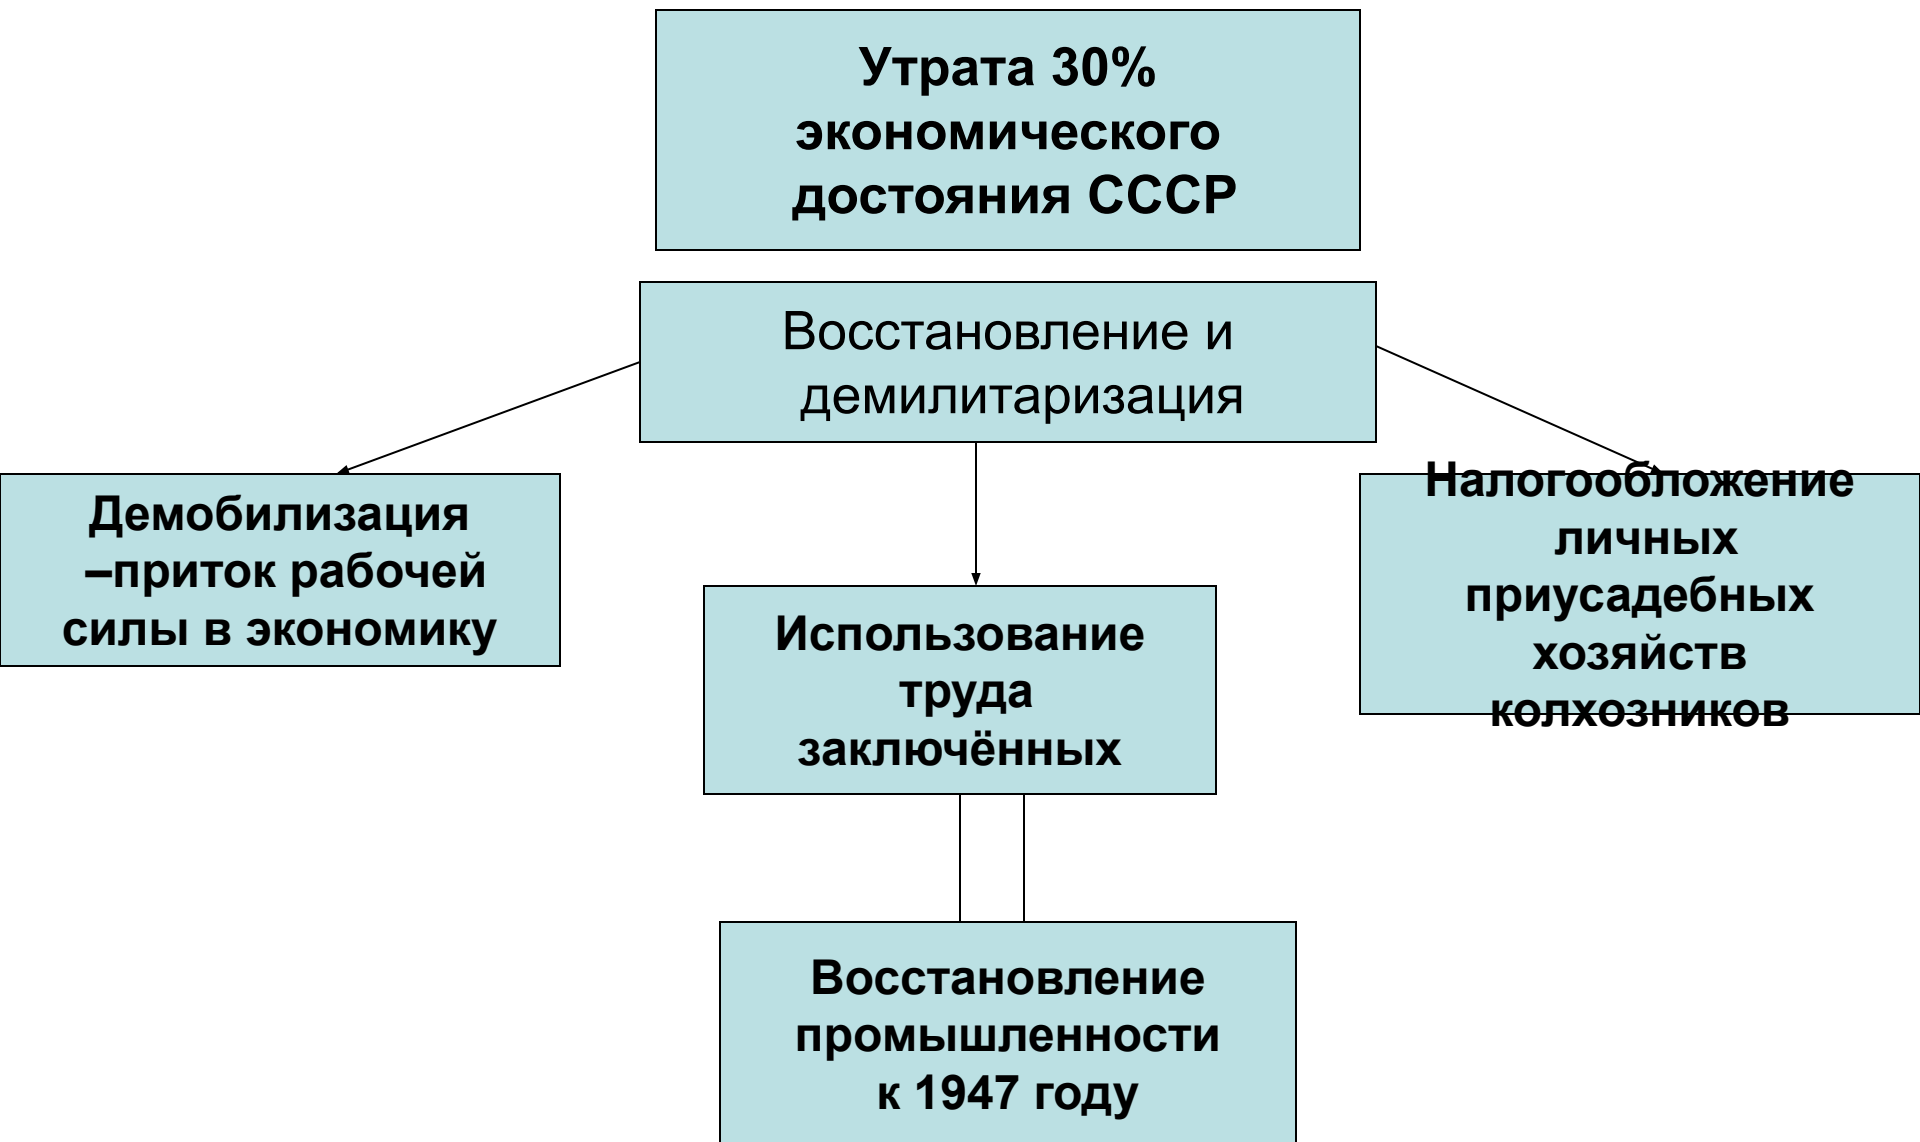 Утрата 30%
экономического
достояния СССР
Восстановление и
демилитаризация
Демобилизация
–приток рабочей
силы в экономику
Использование
труда
заключённых
Налогообложение
личных
приусадебных
хозяйств
колхозников
Восстановление
промышленности
к 1947 году